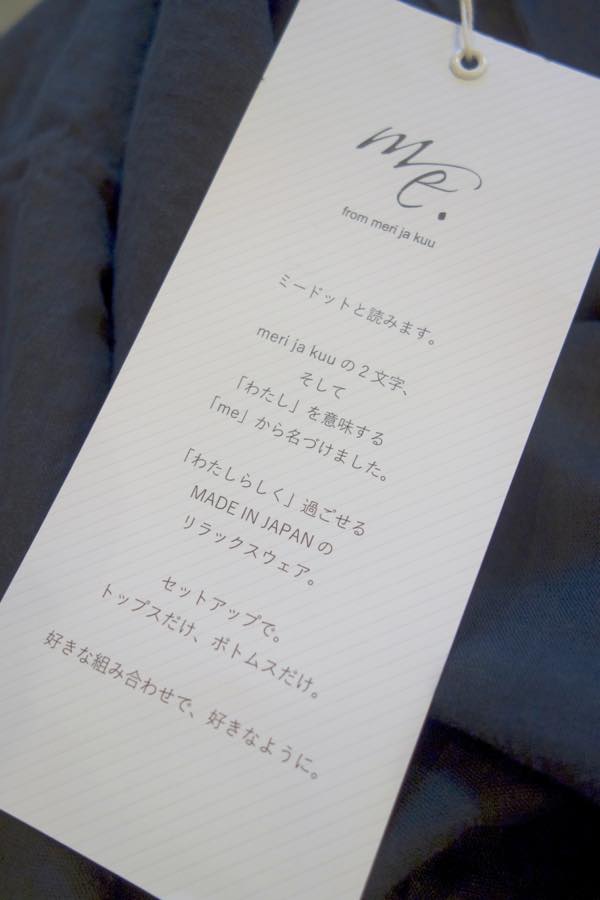 me.
from meri ja kuu
ミードットと読みます。
meri ja kuu の2文字、
そして
「わたし」を意味する
「me」から名づけました。
「わたしらしく」過ごせる
MADE IN JAPAN の
リラックスウェア。
セットアップで。
トップスだけ、ボトムスだけ。
好きな組み合わせで、好きなように。